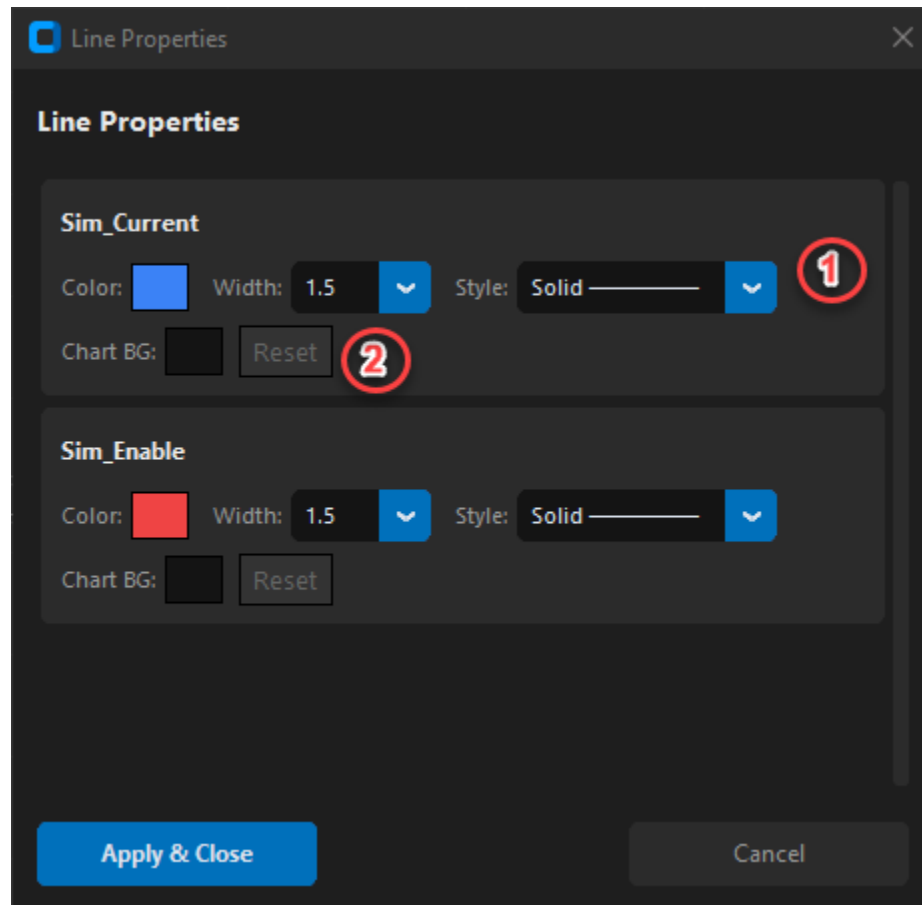 Line Properties
Line Properties
Sim_Current
Color: Width: 1.5 Style: Solid
1
Chart BG: Reset 2
Sim_Enable
Color: Width: 1.5 Style: Solid
Chart BG: Reset
Apply & Close Cancel